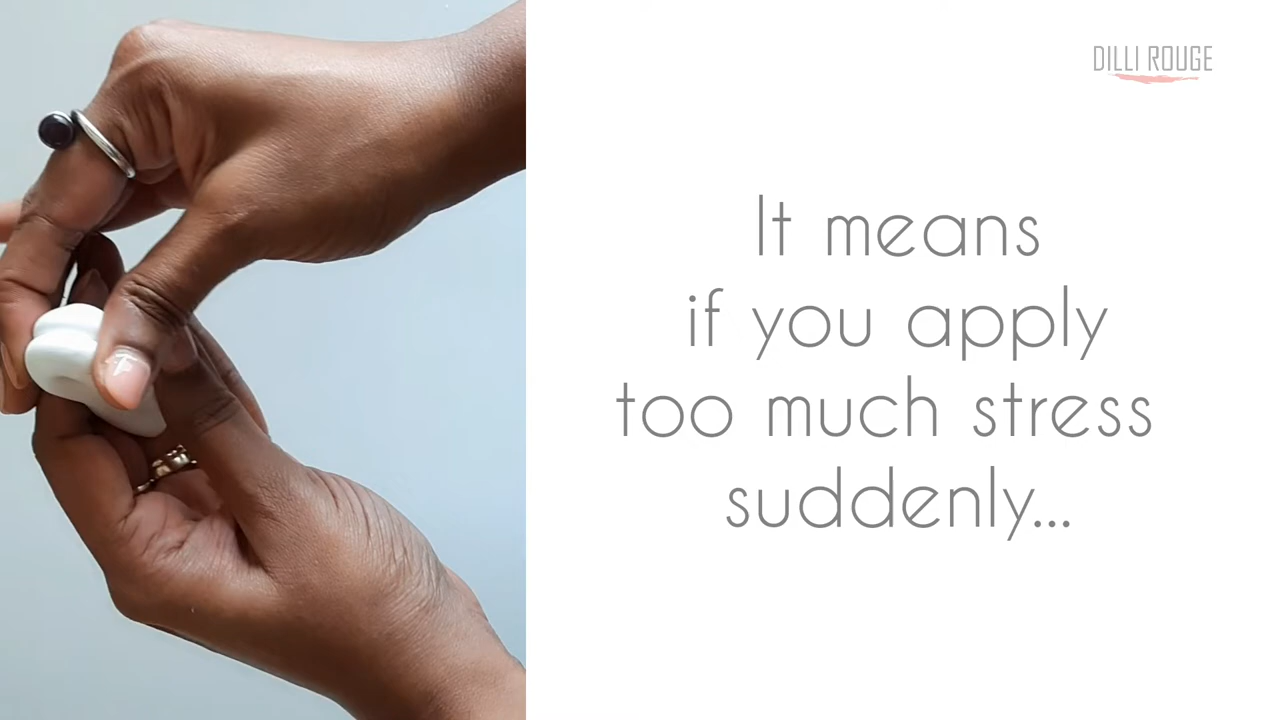 DILLI ROUGE
It means
if you apply
too much stress
suddenly...